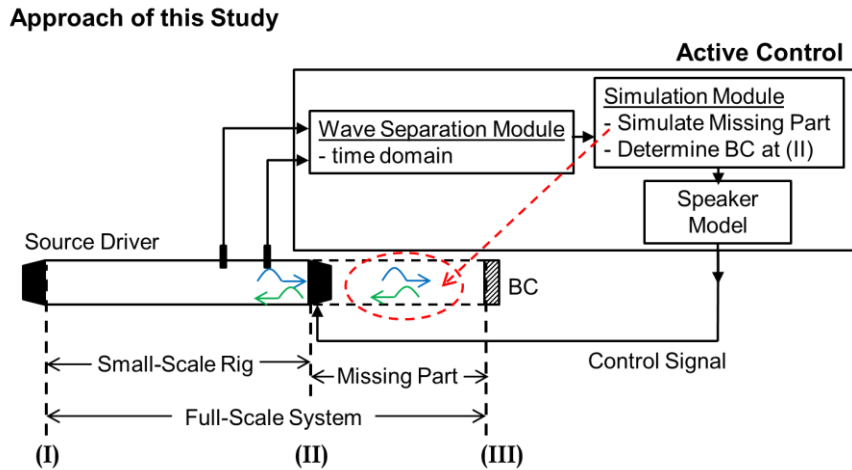 Approach of this Study
Active Control
Wave Separation Module
- time domain
Simulation Module
- Simulate Missing Part
- Determine BC at (II)
Speaker
Model
Source Driver
BC
Control Signal
Small-Scale Rig
Missing Part
Full-Scale System
(I)
(II)
(III)